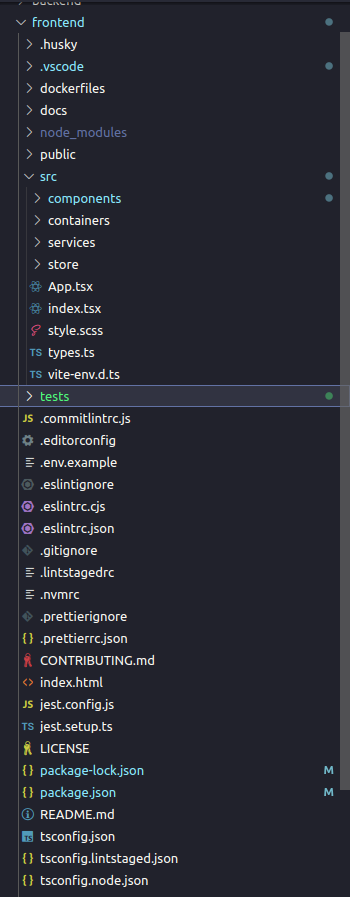 Backend
frontend
.husky
.vscode
dockerfiles
docs
node_modules
public
src
components
containers
services
store
App.tsx
index.tsx
style.scss
TS types.ts
TS vite-env.d.ts
tests
JS .commitlintrc.js
.editorconfig
.env.example
.eslintignore
.eslintrc.cjs
{} .eslintrc.json
.gitignore
.lintstagedrc
.nvmrc
.prettierignore
{} .prettierrc.json
CONTRIBUTING.md
<> index.html
JS jest.config.js
TS jest.setup.ts
LICENSE
{} package-lock.json M
{} package.json M
README.md
TS tsconfig.json
{} tsconfig.lintstaged.json
{} tsconfig.node.json